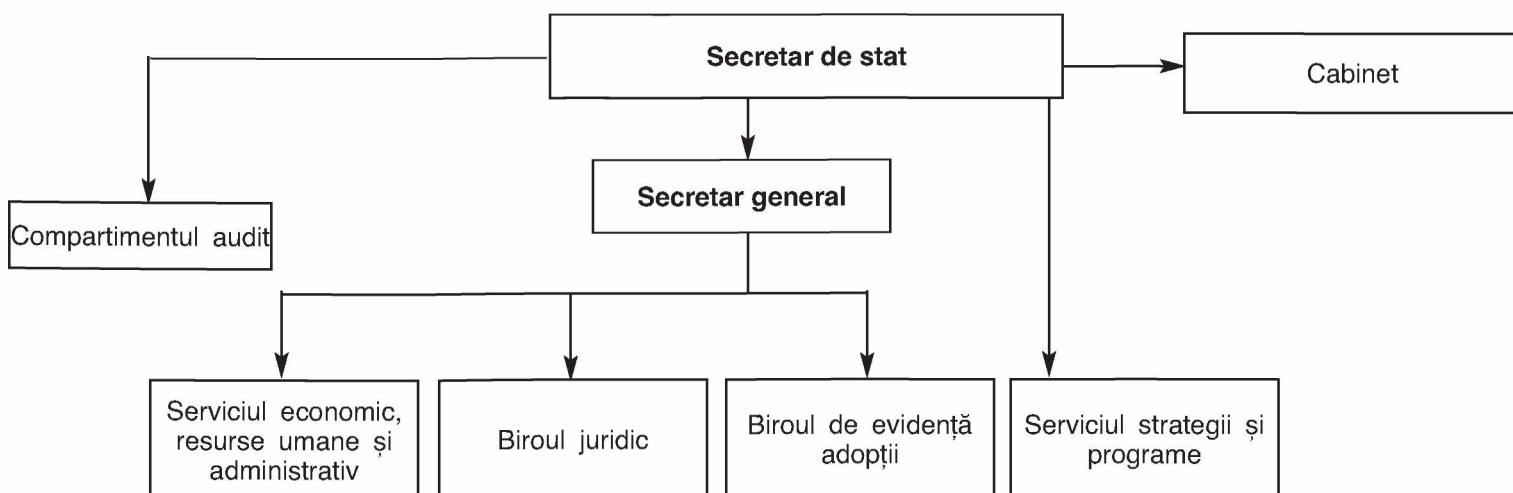 Secretar de stat
Cabinet
Secretar general
Compartimentul audit
Serviciul economic,
resurse umane și
administrativ
Biroul juridic
Biroul de evidență
adopții
Serviciul strategii și
programe